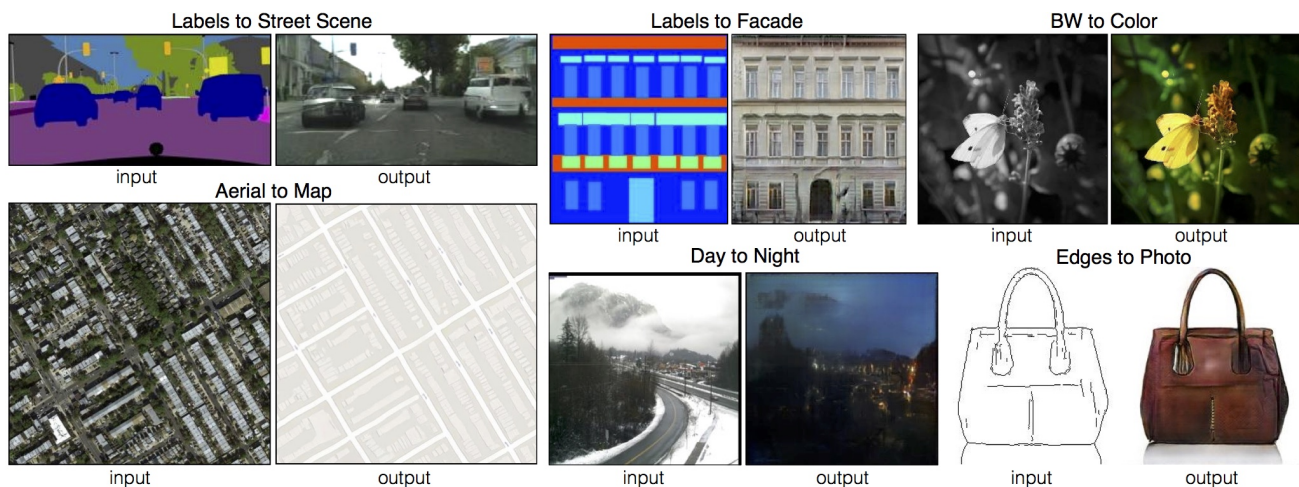 Labels to Street Scene
input
output
Aerial to Map
input
output
Labels to Facade
input
output
BW to Color
input
output
Day to Night
input
output
Edges to Photo
input
output